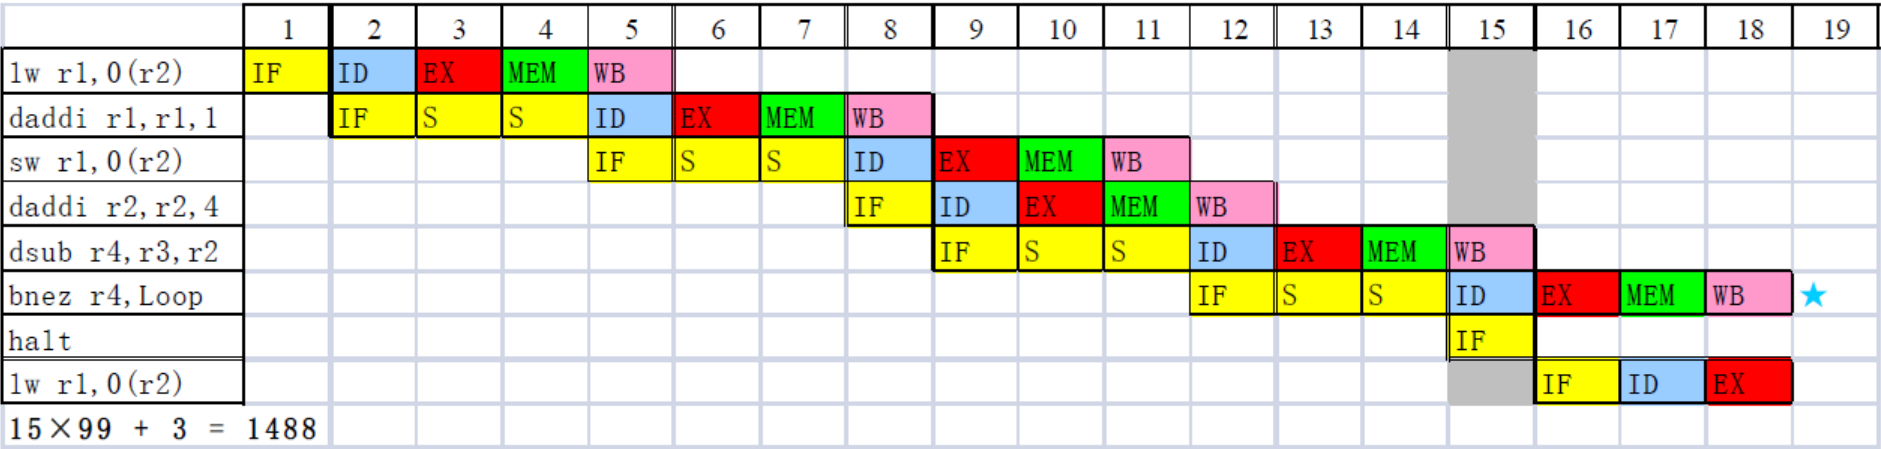 1 2 3 4 5 6 7 8 9 10 11 12 13 14 15 16 17 18 19
lw r1,0(r2) IF ID EX MEM WB
daddi r1,r1,1 IF S S ID EX MEM WB
sw r1,0(r2) IF S S ID EX MEM WB
daddi r2,r2,4 IF ID EX MEM WB
dsub r4,r3,r2 IF S S ID EX MEM WB
bnez r4,Loop IF S S ID EX MEM WB ★
halt IF
lw r1,0(r2) IF ID EX
15×99 + 3 = 1488